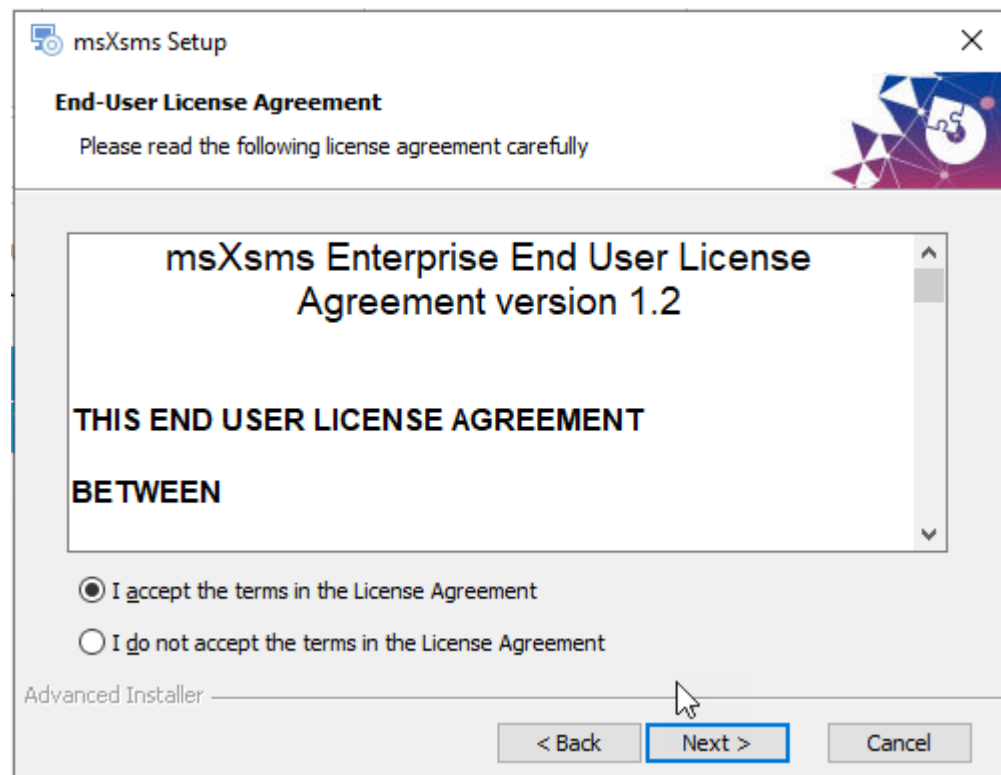 msXsms Setup
End-User License Agreement
Please read the following license agreement carefully
msXsms Enterprise End User License
Agreement version 1.2
THIS END USER LICENSE AGREEMENT
BETWEEN
I accept the terms in the License Agreement
I do not accept the terms in the License Agreement
Advanced Installer
< Back
Next >
Cancel